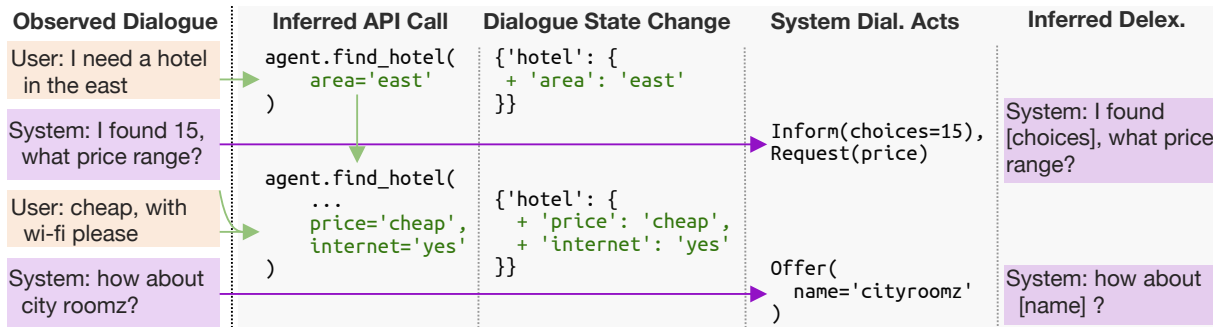 Observed Dialogue
Inferred API Call
Dialogue State Change
System Dial. Acts
Inferred Delex.
User: I need a hotel
in the east
agent.find_hotel(
area='east'
)
{'hotel': {
+ 'area': 'east'
}}
System: I found 15,
what price range?
Inform(choices=15),
Request(price)
System: I found
[choices], what price
range?
User: cheap, with
wi-fi please
agent.find_hotel(
...
price='cheap',
internet='yes'
)
{'hotel': {
+ 'price': 'cheap',
+ 'internet': 'yes'
}}
System: how about
city roomz?
Offer(
name='cityroomz'
)
System: how about
[name] ?